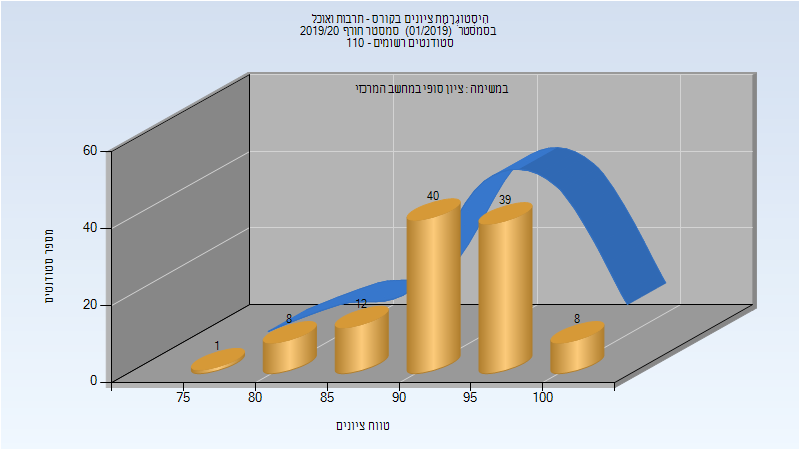 היסטוגרמת ציונים בקורס - תרבות ואוכל
בסמסטר (01/2019) סמסטר חורף 2019/20
סטודנטים רשומים - 110
במשימה : ציון סופי במחשב המרכזי
מספר סטודנטים
60
40
20
0
1
8
12
40
39
8
75
80
85
90
95
100
טווח ציונים